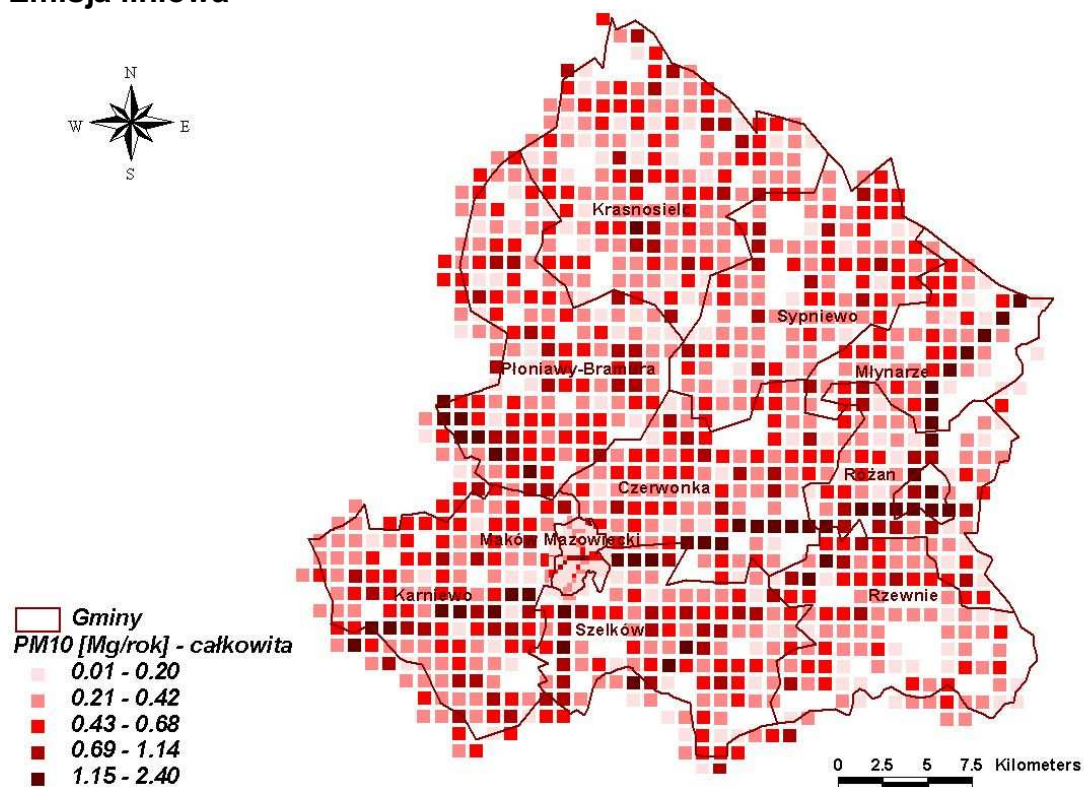 Emisja liniowa
N
W E
S
Krasnosielc
Sypniewo
Płoniawy-Bramura
Młynarze
Różan
Czerwonka
Maków Mazowiecki
Karniewo
Rzewnie
Szelków
Gminy
PM10 [Mg/rok] - całkowita
0.01 - 0.20
0.21 - 0.42
0.43 - 0.68
0.69 - 1.14
1.15 - 2.40
0 2.5 5 7.5 Kilometers